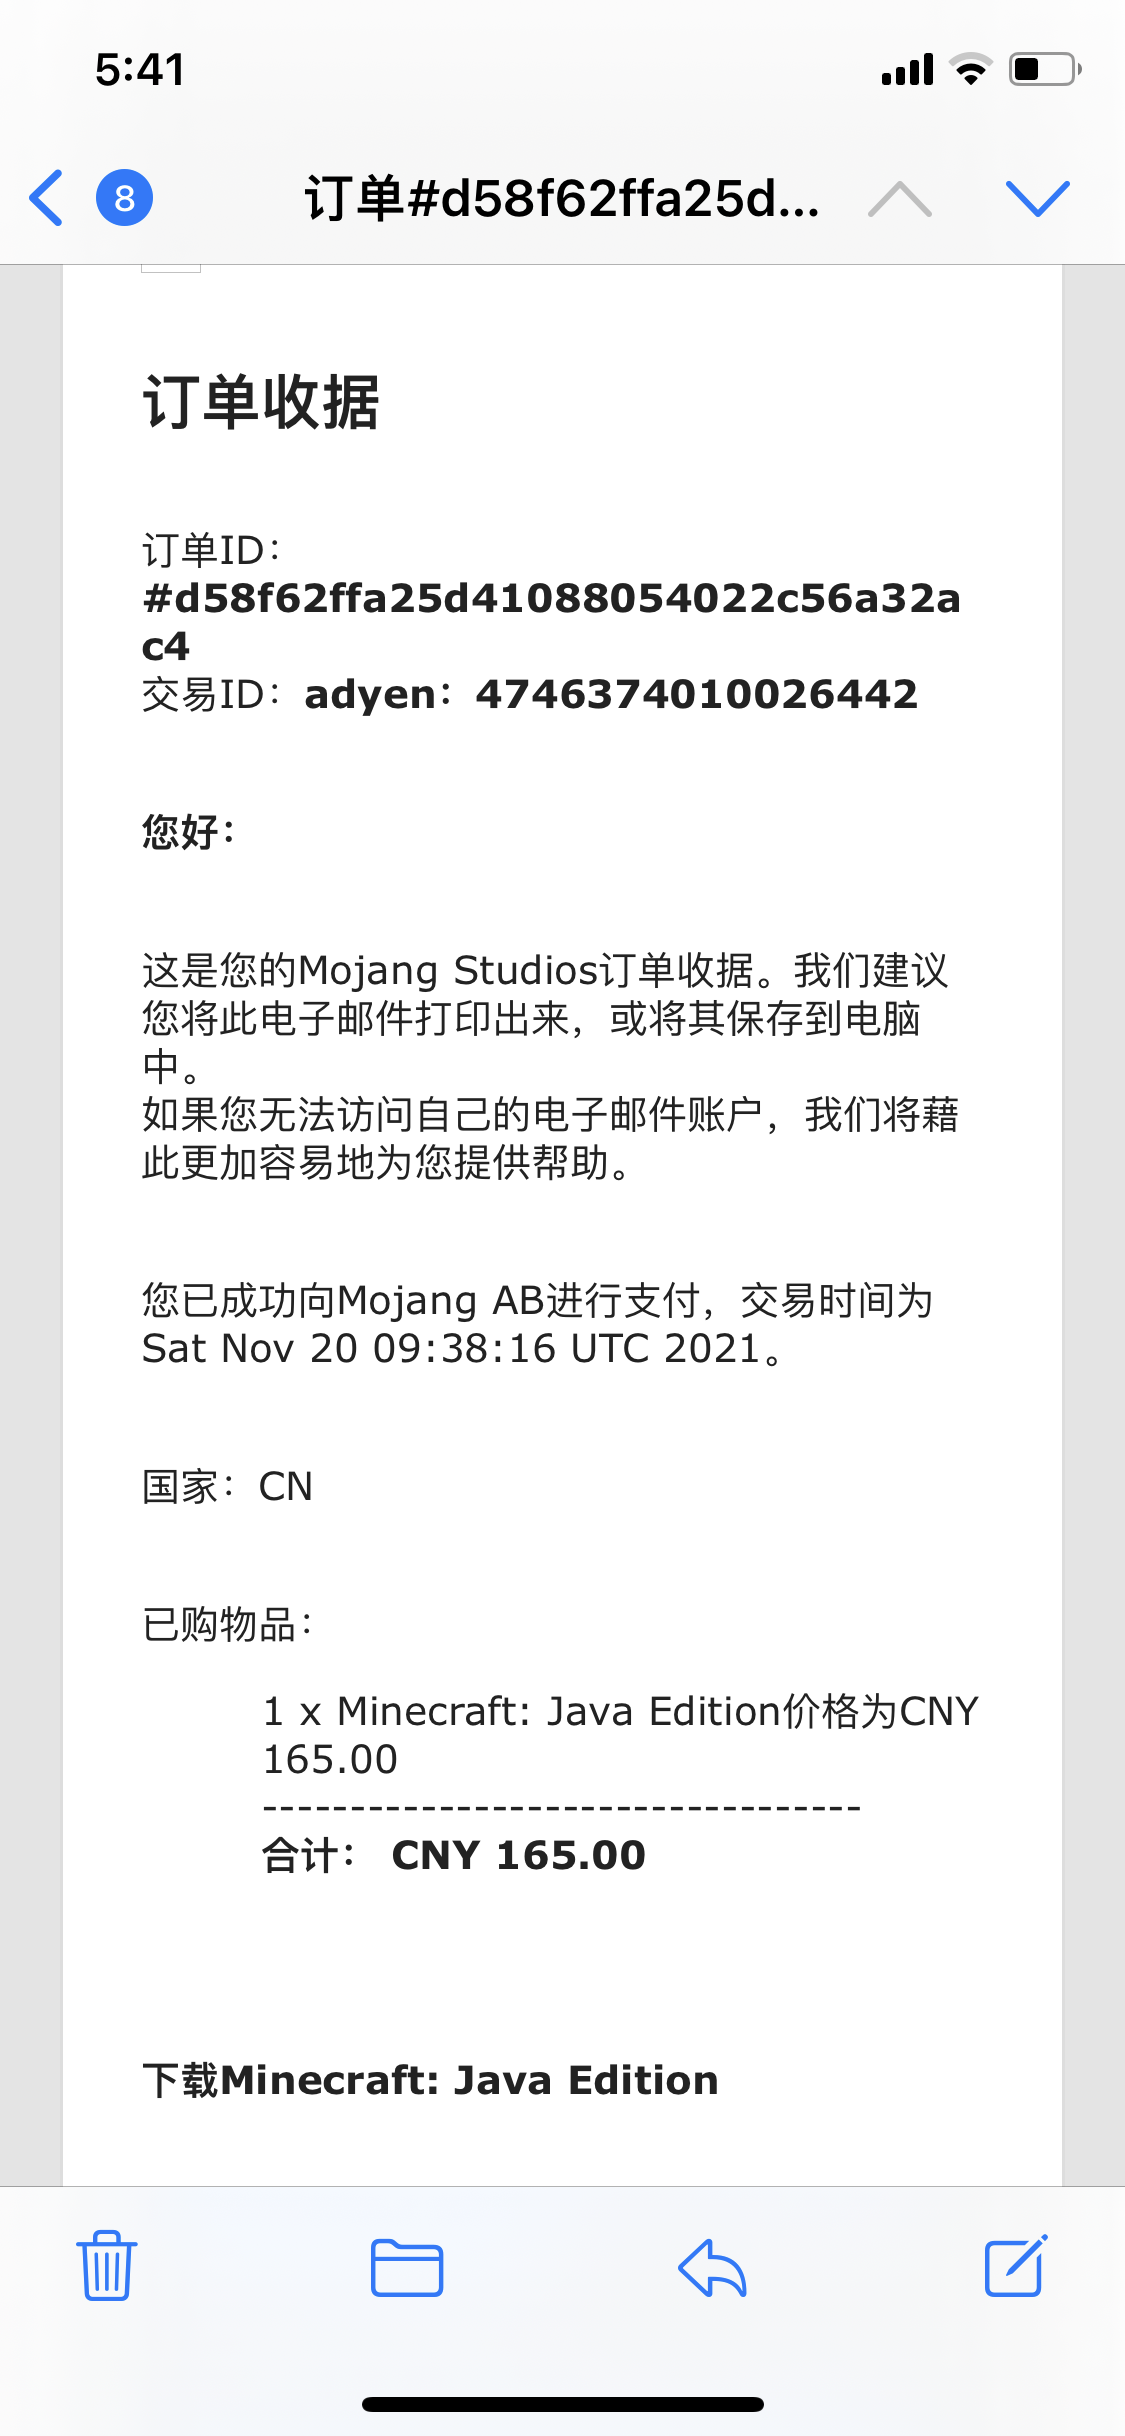 5:41
8
订单#d58f62ffa25d...
订单收据
订单ID：
#d58f62ffa25d41088054022c56a32a
c4
交易ID：adyen：4746374010026442
您好：
这是您的Mojang Studios订单收据。我们建议
您将此电子邮件打印出来，或将其保存到电脑
中。
如果您无法访问自己的电子邮件账户，我们将藉
此更加容易地为您提供帮助。
您已成功向Mojang AB进行支付，交易时间为
Sat Nov 20 09:38:16 UTC 2021。
国家：CN
已购物品：
1 x Minecraft: Java Edition价格为CNY
165.00
----------------------------------
合计： CNY 165.00
下载Minecraft: Java Edition